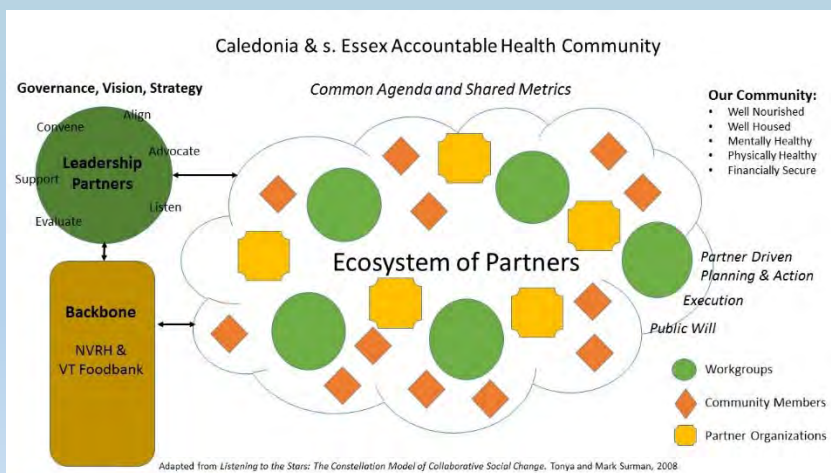 Caledonia & s. Essex Accountable Health Community
Governance, Vision, Strategy
Common Agenda and Shared Metrics
Align
Convene
Advocate
Leadership
Partners
Support
Listen
Evaluate
Our Community:
• Well Nourished
• Well Housed
• Mentally Healthy
• Physically Healthy
• Financially Secure
Ecosystem of Partners
Partner Driven
Planning & Action
Execution
Public Will
Backbone
NVRH &
VT Foodbank
Workgroups
Community Members
Partner Organizations
Adapted from Listening to the Stars: The Constellation Model of Collaborative Social Change. Tonya and Mark Surman, 2008